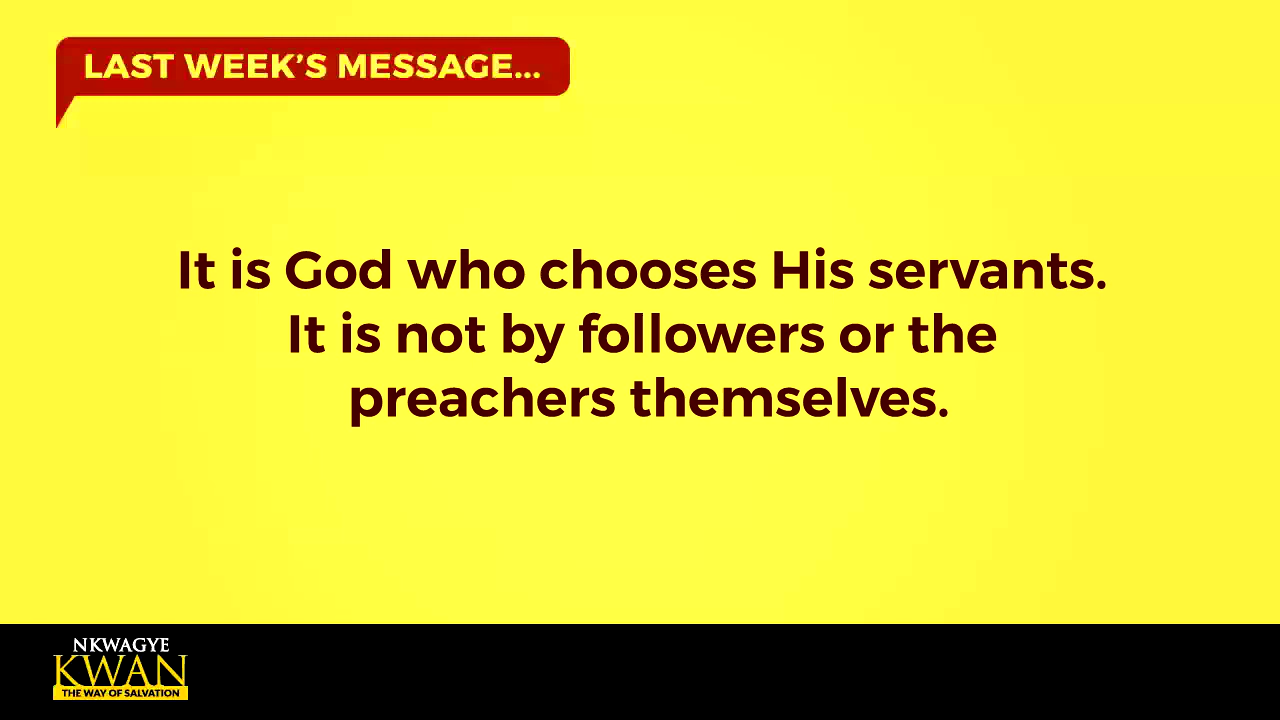 LAST WEEK'S MESSAGE...
It is God who chooses His servants.
It is not by followers or the
preachers themselves.
NKWAGYE
KWAN
THE WAY OF SALVATION